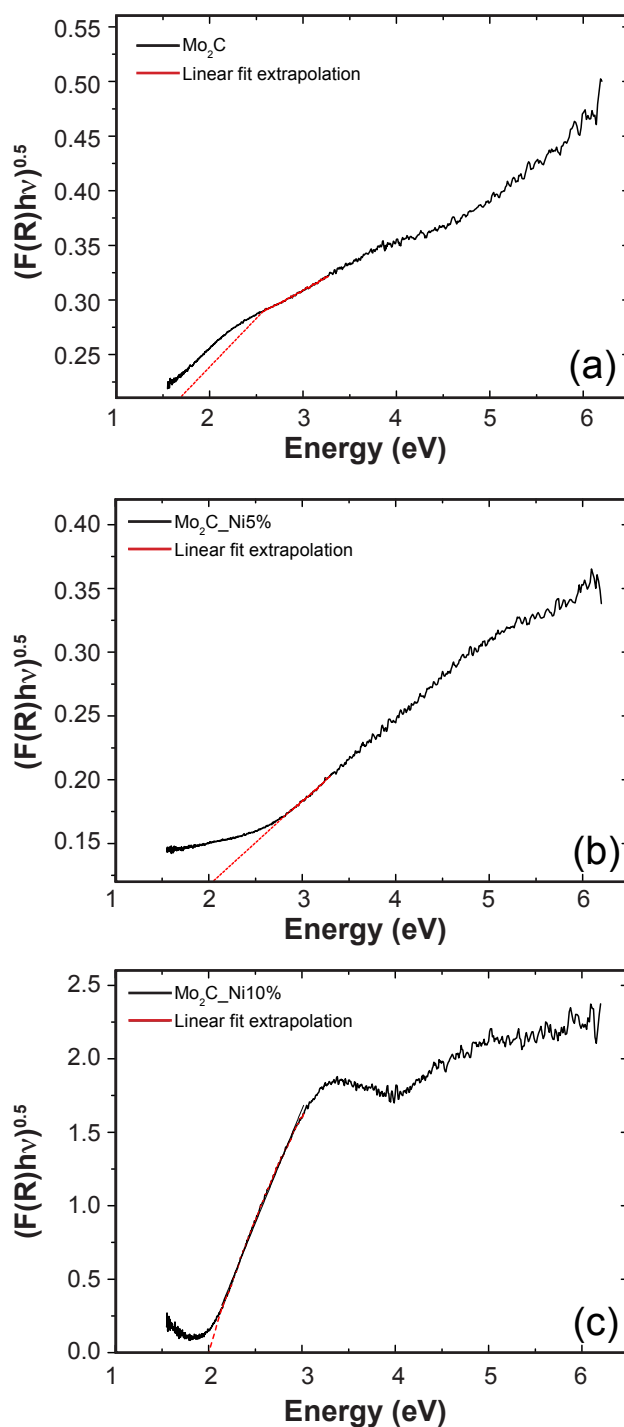 0.55
0.50
0.45
0.40
0.35
0.30
0.25
(F(R)hν)^0.5
Mo₂C
Linear fit extrapolation
(a)
1 2 3 4 5 6
Energy (eV)
0.40
0.35
0.30
0.25
0.20
0.15
(F(R)hν)^0.5
Mo₂C_Ni5%
Linear fit extrapolation
(b)
1 2 3 4 5 6
Energy (eV)
2.5
2.0
1.5
1.0
0.5
0.0
(F(R)hν)^0.5
Mo₂C_Ni10%
Linear fit extrapolation
(c)
1 2 3 4 5 6
Energy (eV)